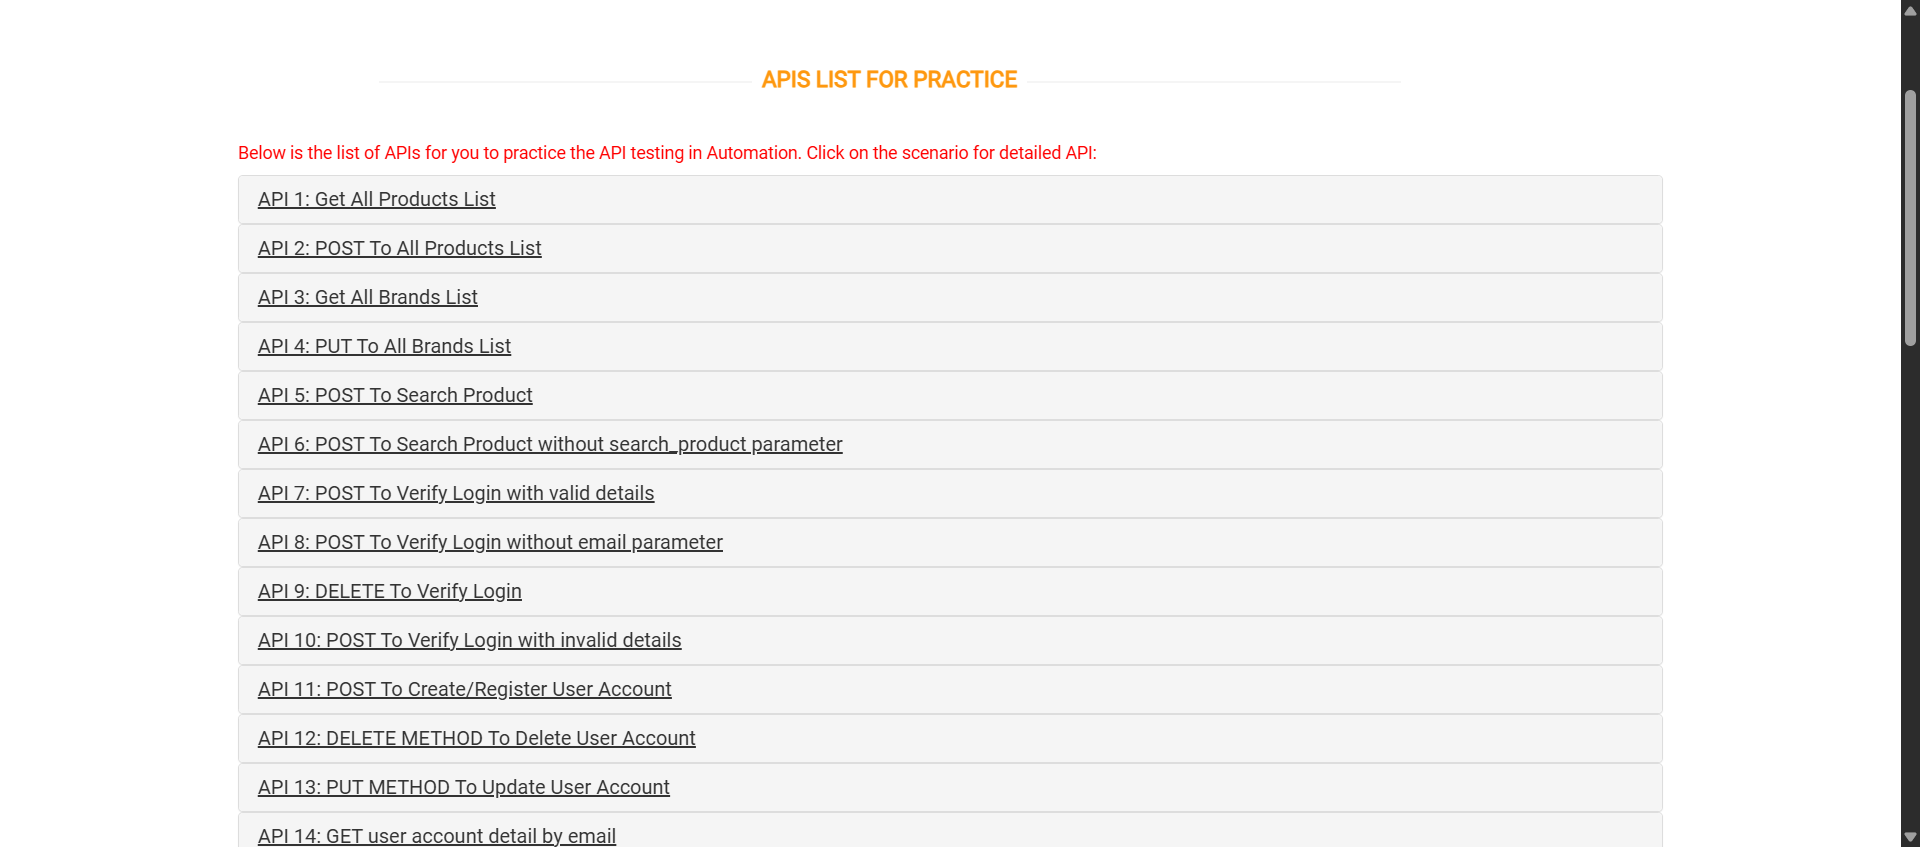 APIS LIST FOR PRACTICE
Below is the list of APIs for you to practice the API testing in Automation. Click on the scenario for detailed API:
API 1: Get All Products List
API 2: POST To All Products List
API 3: Get All Brands List
API 4: PUT To All Brands List
API 5: POST To Search Product
API 6: POST To Search Product without search_product parameter
API 7: POST To Verify Login with valid details
API 8: POST To Verify Login without email parameter
API 9: DELETE To Verify Login
API 10: POST To Verify Login with invalid details
API 11: POST To Create/Register User Account
API 12: DELETE METHOD To Delete User Account
API 13: PUT METHOD To Update User Account
API 14: GET user account detail by email